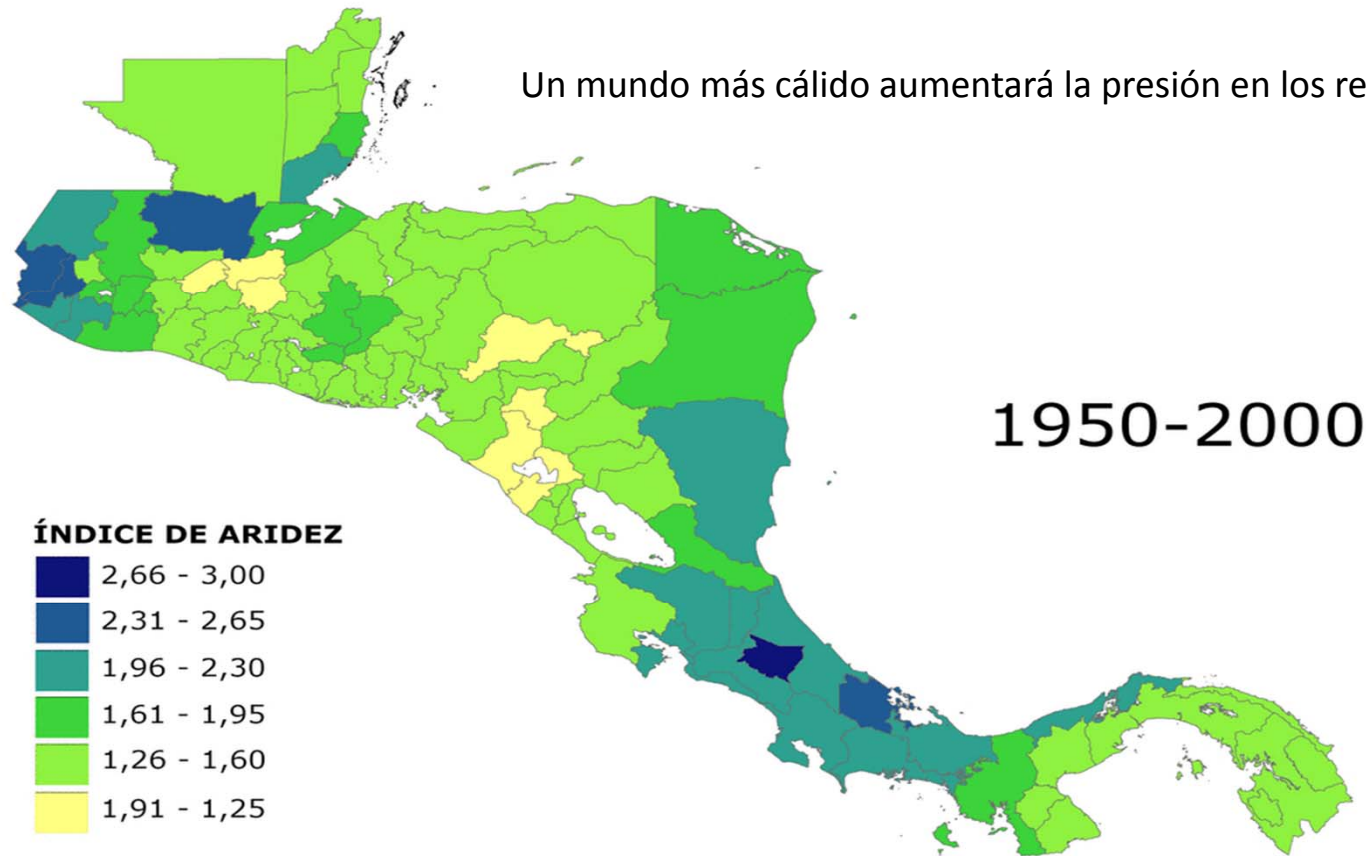 Un mundo más cálido aumentará la presión en los re
1950-2000
ÍNDICE DE ARIDEZ
2,66 - 3,00
2,31 - 2,65
1,96 - 2,30
1,61 - 1,95
1,26 - 1,60
1,91 - 1,25